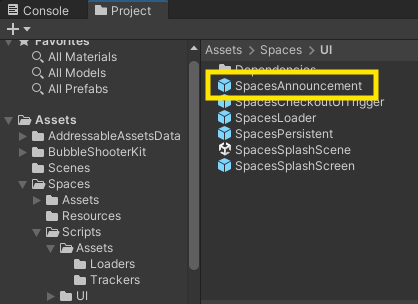 Console
Project
Favorites
All Materials
All Models
All Prefabs
Assets
AddressableAssetsData
BubbleShooterKit
Scenes
Spaces
Assets
Resources
Scripts
Assets
Loaders
Trackers
UI
Assets > Spaces > UI
Dependencies
SpacesAnnouncement
SpacesCheckoutUITrigger
SpacesLoader
SpacesPersistent
SpacesSplashScene
SpacesSplashScreen